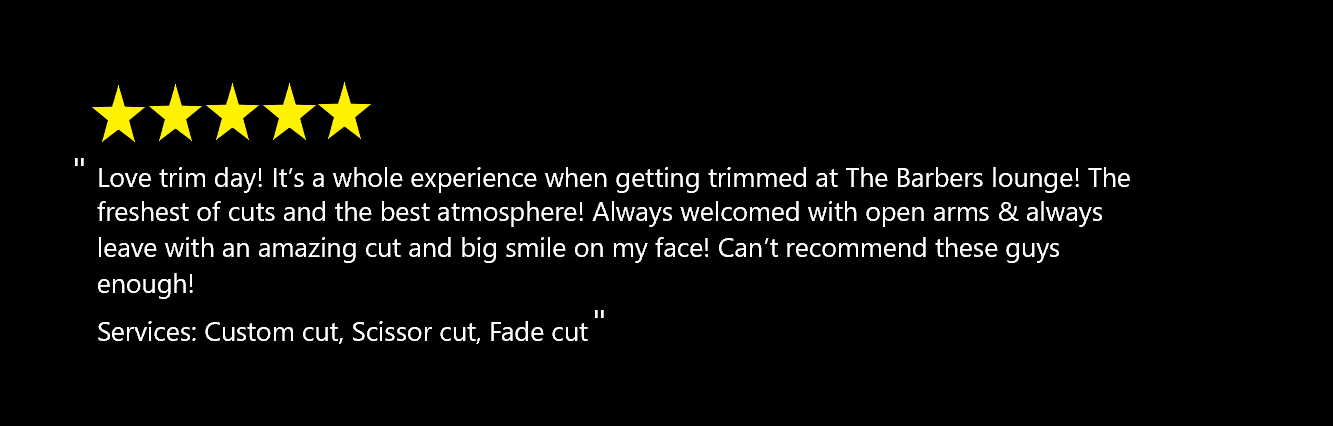 " Love trim day! It’s a whole experience when getting trimmed at The Barbers lounge! The
freshest of cuts and the best atmosphere! Always welcomed with open arms & always
leave with an amazing cut and big smile on my face! Can’t recommend these guys
enough!
Services: Custom cut, Scissor cut, Fade cut "